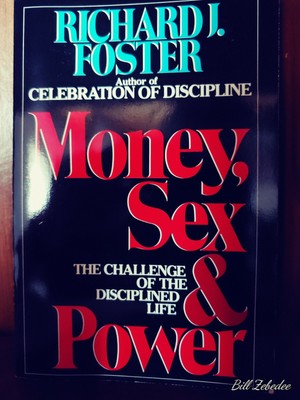 RICHARD J.
FOSTER
Author of
CELEBRATION OF DISCIPLINE
Money,
Sex
&
THE CHALLENGE
OF THE
DISCIPLINED
LIFE
Power
Bill Zebedee